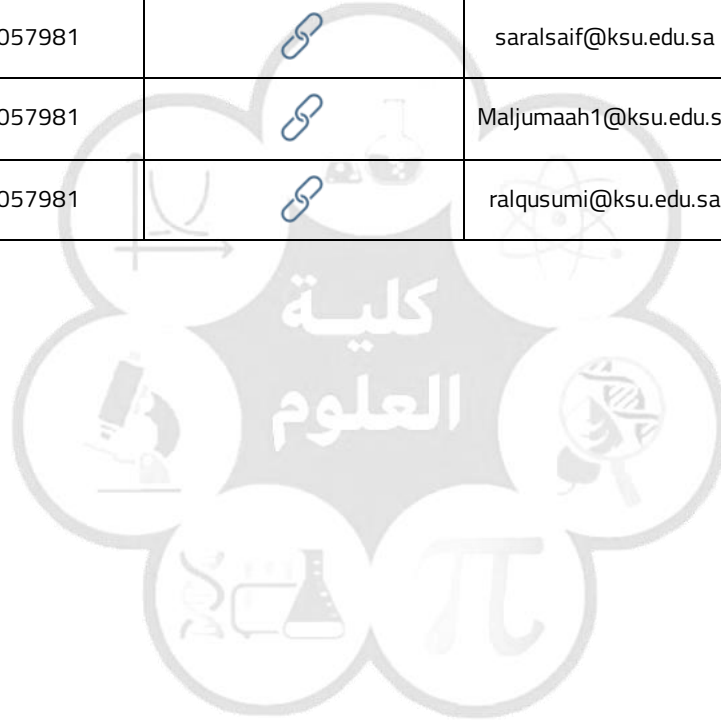 057981 saralsaif@ksu.edu.sa
057981 Maljumaah1@ksu.edu.s
057981 ralqusumi@ksu.edu.sa
كليـة
العلوم